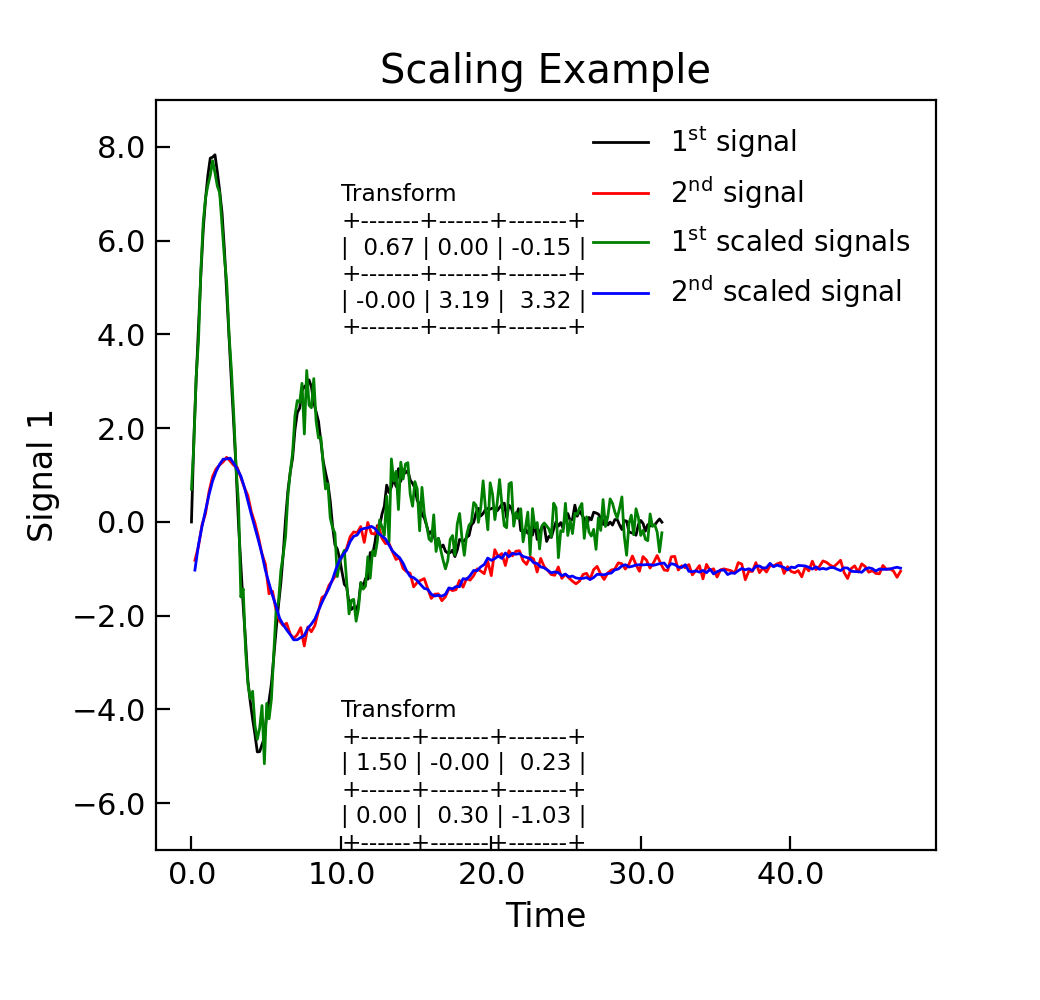 Scaling Example
8.0
6.0
4.0
2.0
0.0
−2.0
−4.0
−6.0
Signal 1
1st signal
2nd signal
1st scaled signals
2nd scaled signal
Transform
+-------+------+-------+
|  0.67 | 0.00 | -0.15 |
+-------+------+-------+
| -0.00 | 3.19 |  3.32 |
+-------+------+-------+
Transform
+------+-------+-------+
| 1.50 | -0.00 |  0.23 |
+------+-------+-------+
| 0.00 |  0.30 | -1.03 |
+------+-------+-------+
0.0 10.0 20.0 30.0 40.0
Time